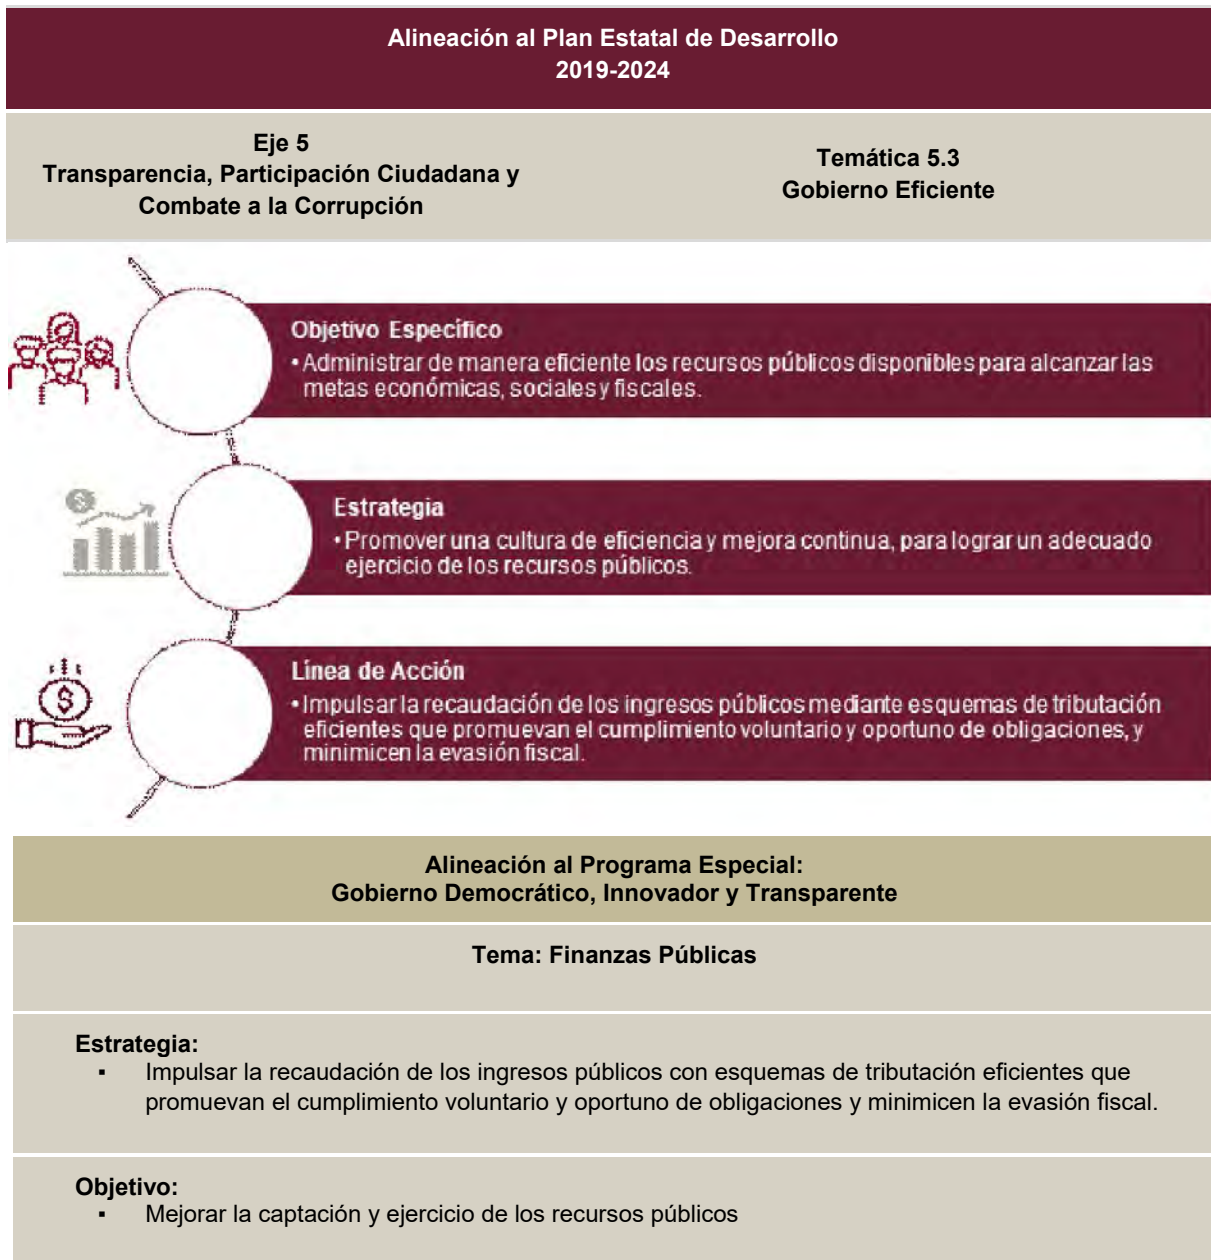 Alineación al Plan Estatal de Desarrollo
2019-2024
Eje 5
Transparencia, Participación Ciudadana y
Combate a la Corrupción
Temática 5.3
Gobierno Eficiente
Objetivo Específico
• Administrar de manera eficiente los recursos públicos disponibles para alcanzar las
metas económicas, sociales y fiscales.
Estrategia
• Promover una cultura de eficiencia y mejora continua, para lograr un adecuado
ejercicio de los recursos públicos.
Línea de Acción
• Impulsar la recaudación de los ingresos públicos mediante esquemas de tributación
eficientes que promuevan el cumplimiento voluntario y oportuno de obligaciones, y
minimicen la evasión fiscal.
Alineación al Programa Especial:
Gobierno Democrático, Innovador y Transparente
Tema: Finanzas Públicas
Estrategia:
▪ Impulsar la recaudación de los ingresos públicos con esquemas de tributación eficientes que
promuevan el cumplimiento voluntario y oportuno de obligaciones y minimicen la evasión fiscal.
Objetivo:
▪ Mejorar la captación y ejercicio de los recursos públicos